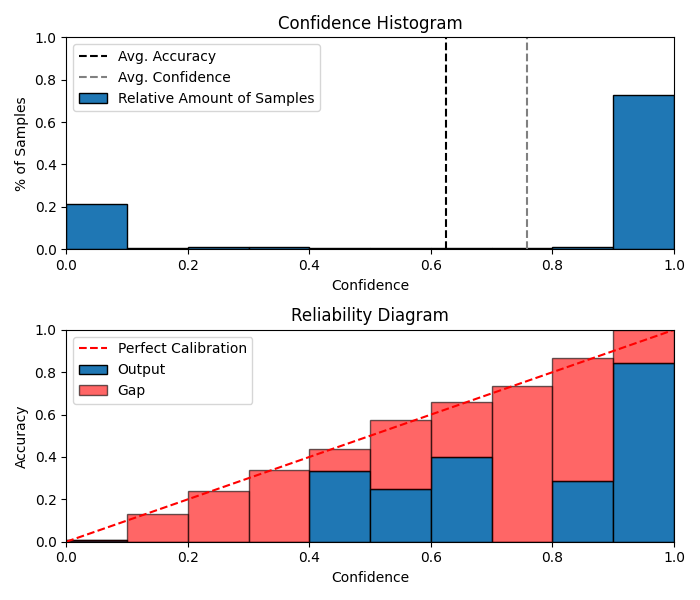 Confidence Histogram
1.0
0.8
0.6
0.4
0.2
0.0
% of Samples
Avg. Accuracy
Avg. Confidence
Relative Amount of Samples
0.0 0.2 0.4 0.6 0.8 1.0
Confidence
Reliability Diagram
1.0
0.8
0.6
0.4
0.2
0.0
Accuracy
Perfect Calibration
Output
Gap
0.0 0.2 0.4 0.6 0.8 1.0
Confidence